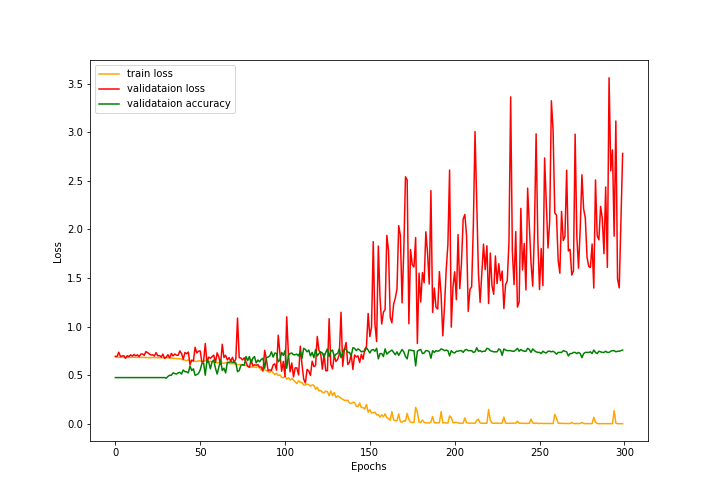 train loss
validataion loss
validataion accuracy
3.5
3.0
2.5
2.0
1.5
1.0
0.5
0.0
Loss
0 50 100 150 200 250 300
Epochs